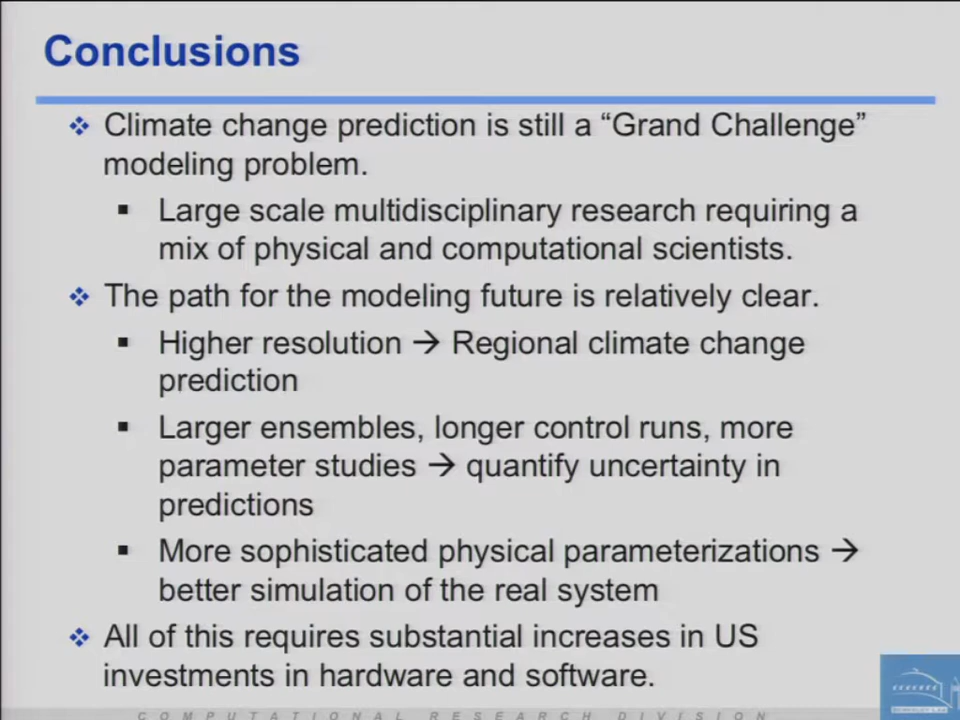 Conclusions
❖ Climate change prediction is still a “Grand Challenge”
modeling problem.
▪ Large scale multidisciplinary research requiring a
mix of physical and computational scientists.
❖ The path for the modeling future is relatively clear.
▪ Higher resolution → Regional climate change
prediction
▪ Larger ensembles, longer control runs, more
parameter studies → quantify uncertainty in
predictions
▪ More sophisticated physical parameterizations →
better simulation of the real system
❖ All of this requires substantial increases in US
investments in hardware and software.
COMPUTATIONAL RESEARCH DIVISION